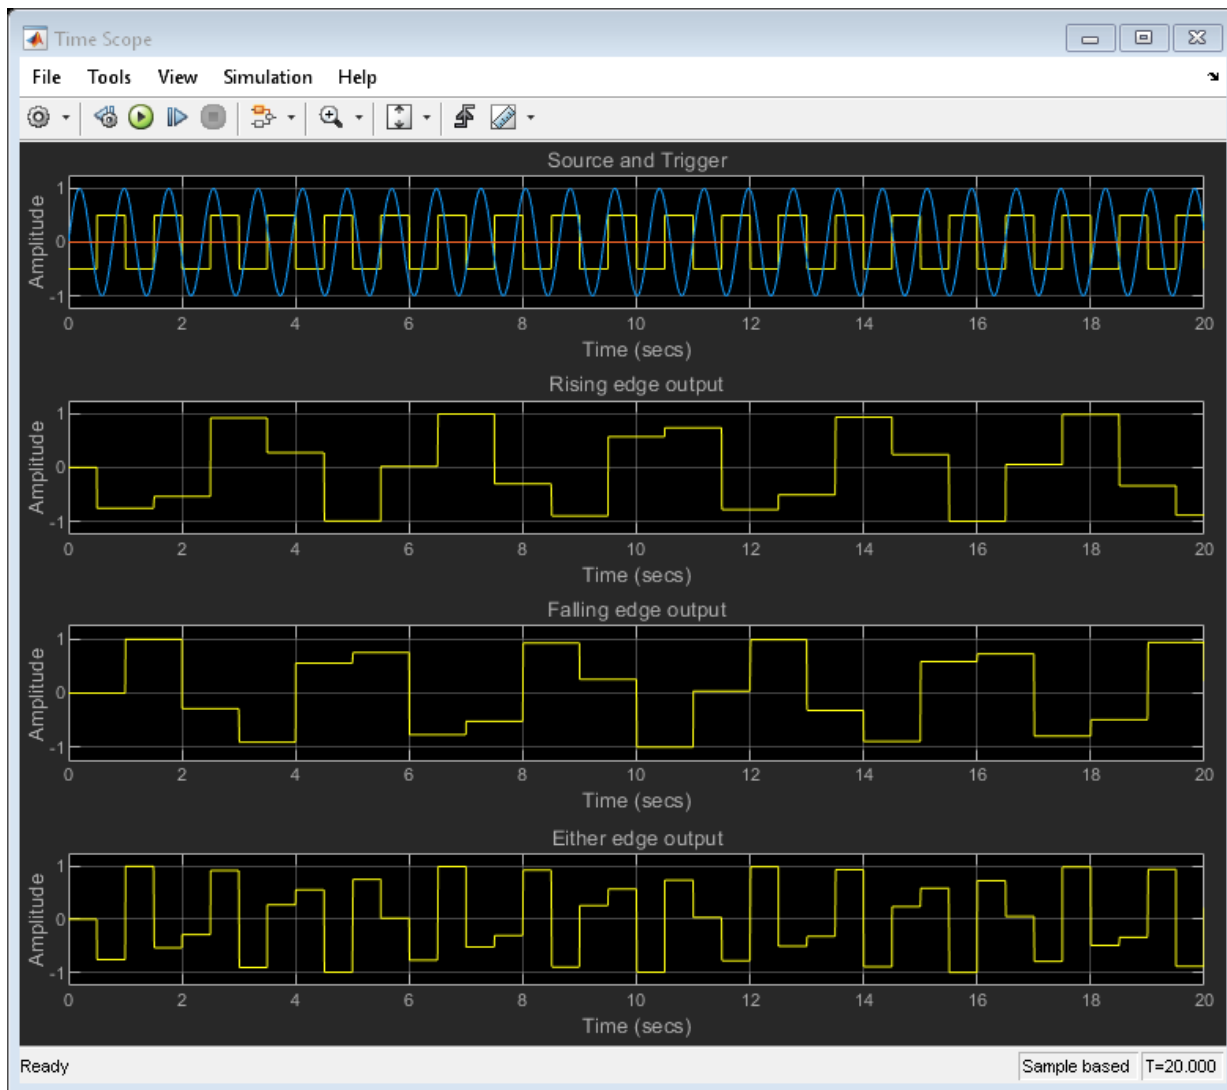 Time Scope
File Tools View Simulation Help
Source and Trigger
Amplitude
1
0
-1
0 2 4 6 8 10 12 14 16 18 20
Time (secs)
Rising edge output
Amplitude
1
0
-1
0 2 4 6 8 10 12 14 16 18 20
Time (secs)
Falling edge output
Amplitude
1
0
-1
0 2 4 6 8 10 12 14 16 18 20
Time (secs)
Either edge output
Amplitude
1
0
-1
0 2 4 6 8 10 12 14 16 18 20
Time (secs)
Ready Sample based T=20.000